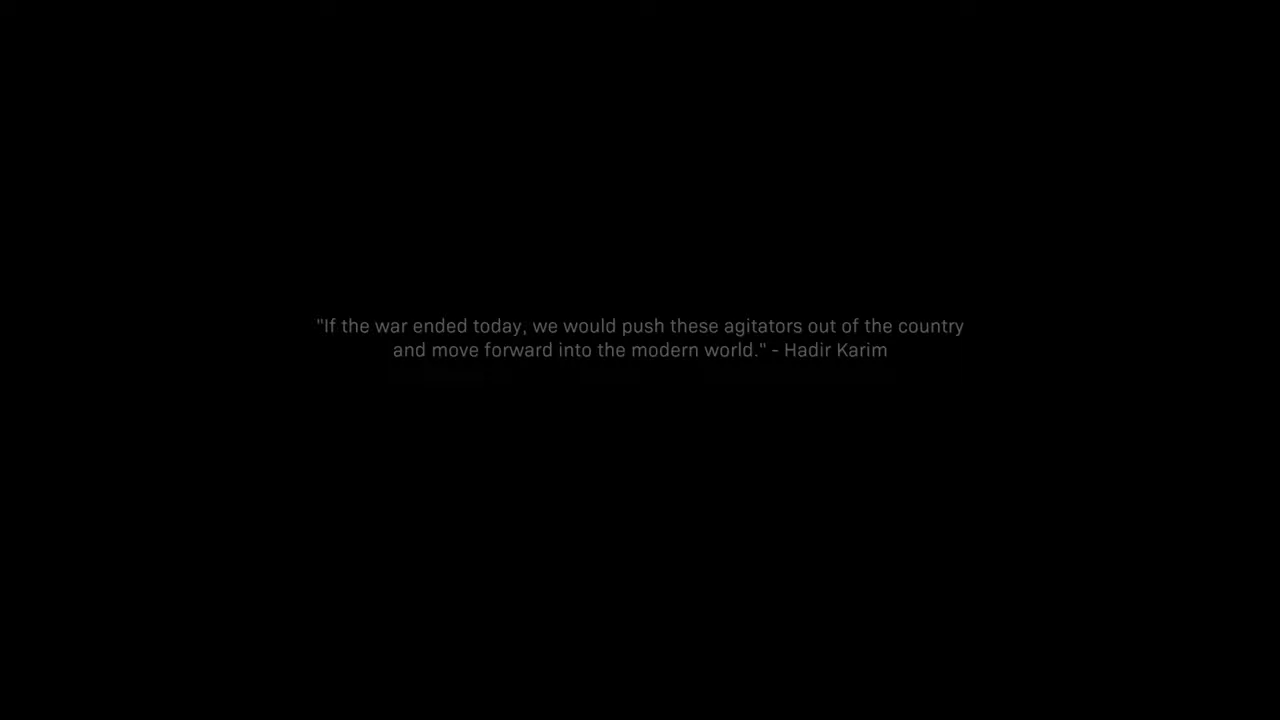 "If the war ended today, we would push these agitators out of the country
and move forward into the modern world." - Hadir Karim